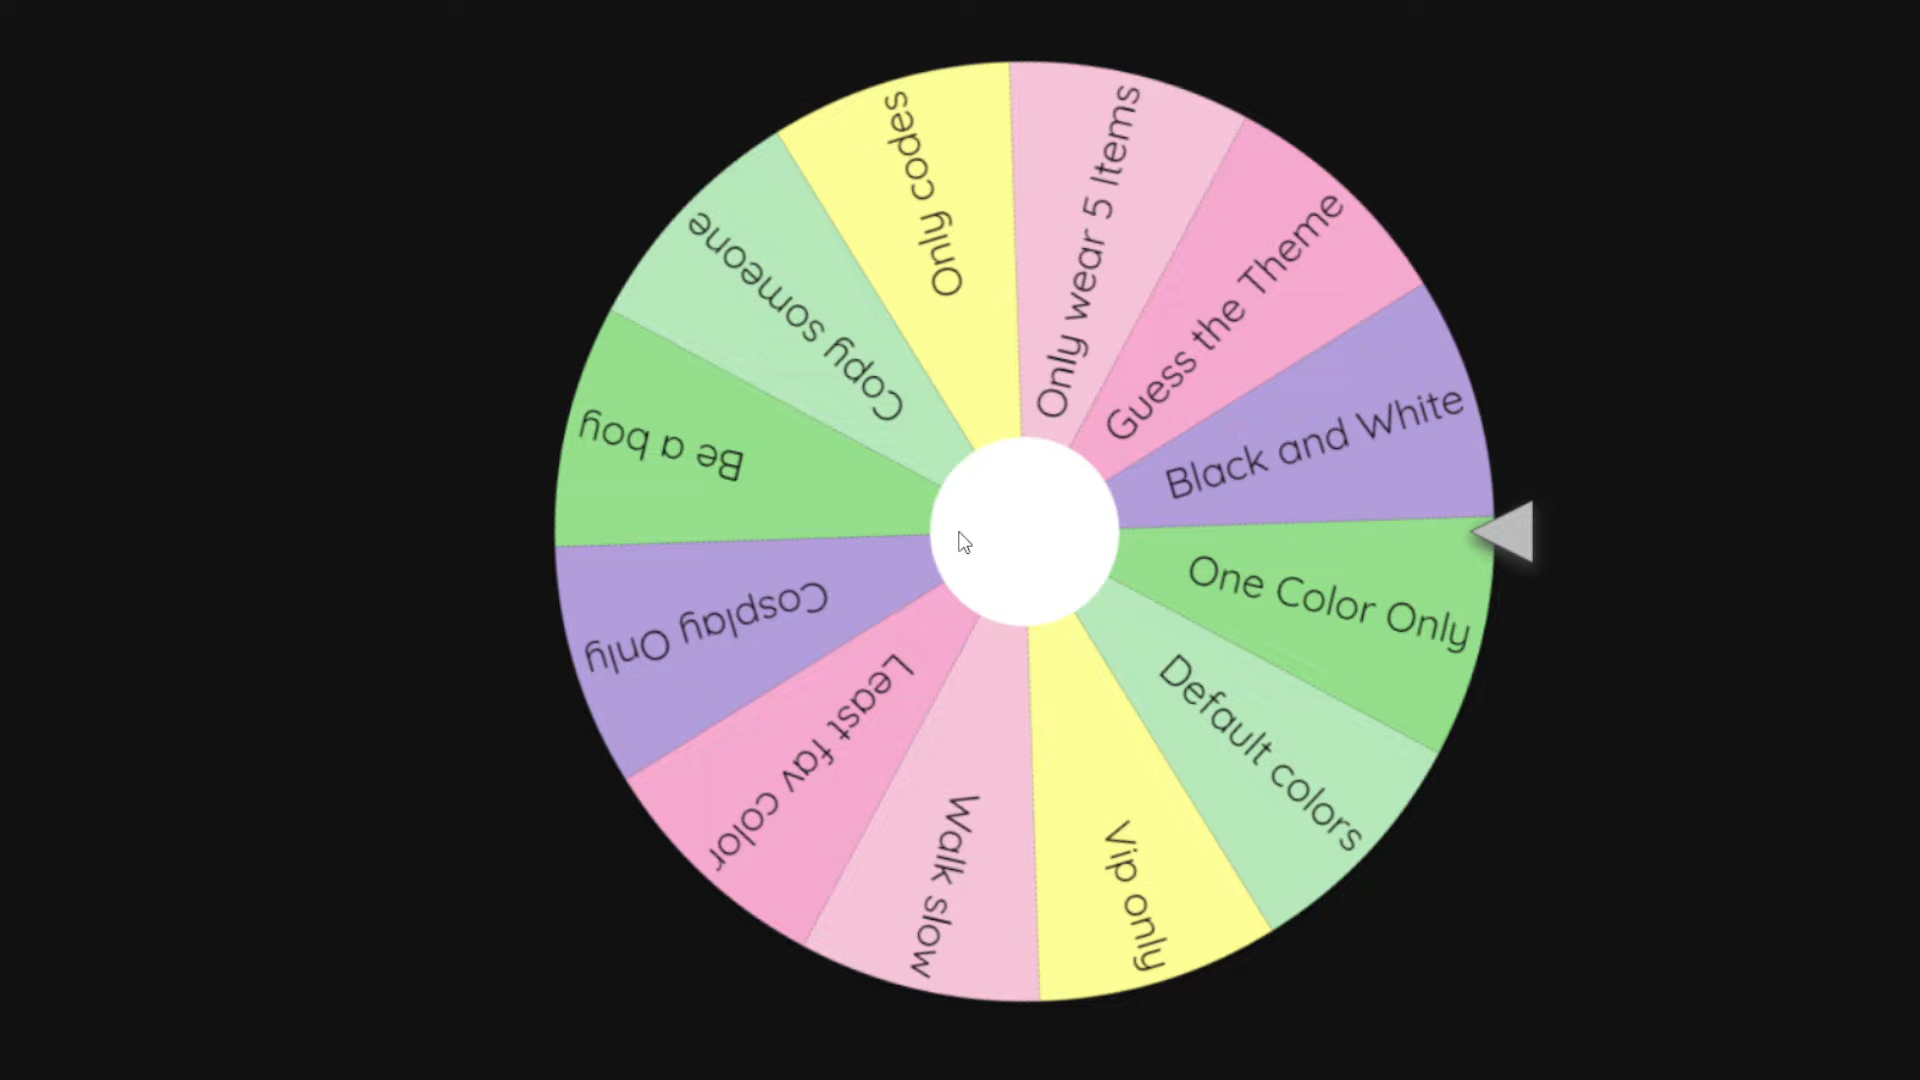 Only wear 5 Items
Guess the Theme
Black and White
One Color Only
Default colors
Vip only
Walk slow
Least fav color
Cosplay Only
Be a boy
Copy someone
Only codes